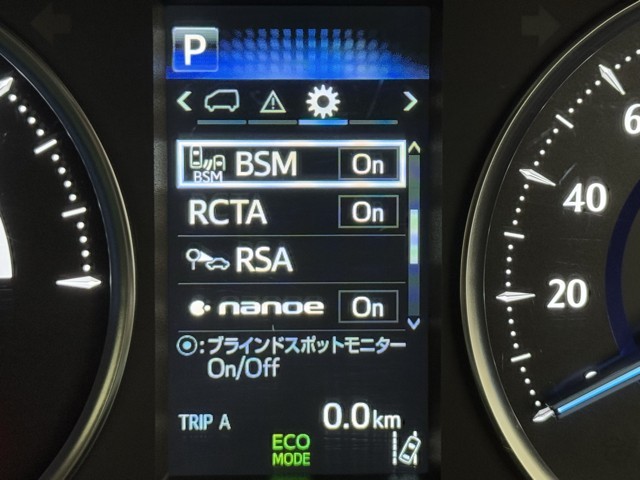 P
BSM BSM On
RCTA On
RSA
nanoe On
:ブラインドスポットモニター
On/Off
TRIP A 0.0km
ECO
MODE
6
40
20